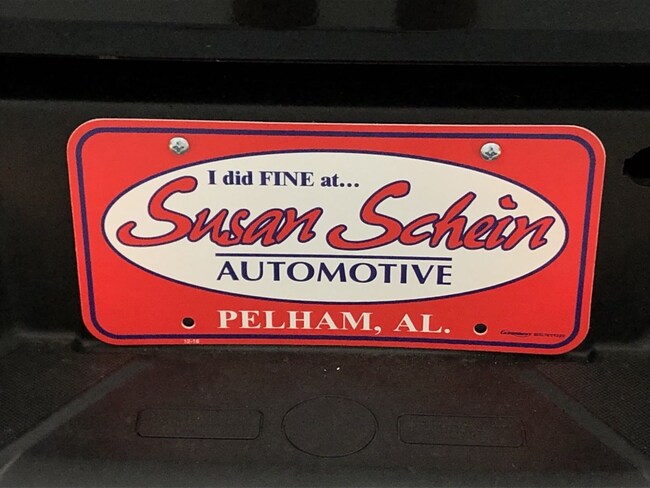 I did FINE at...
Susan Schein
AUTOMOTIVE
PELHAM, AL.